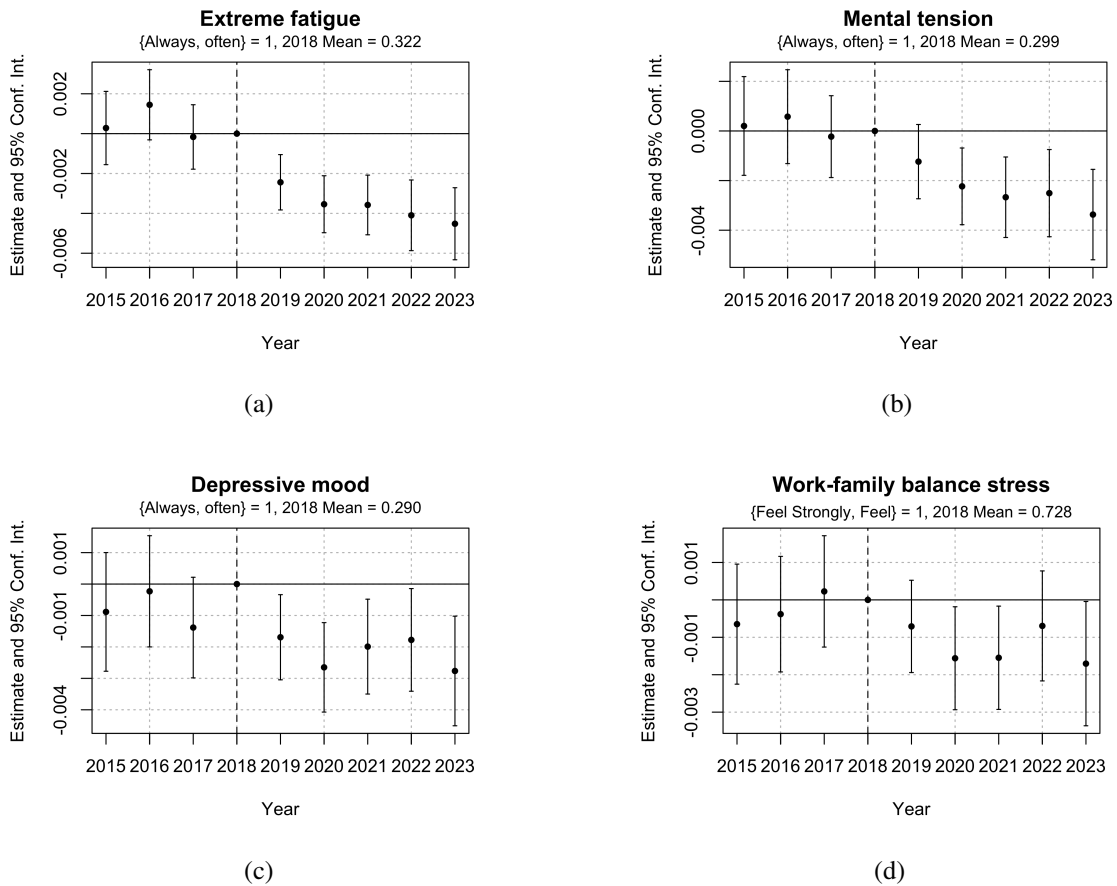 Extreme fatigue
{Always, often} = 1, 2018 Mean = 0.322
Estimate and 95% Conf. Int.
0.002
-0.002
-0.006
2015 2016 2017 2018 2019 2020 2021 2022 2023
Year
(a)
Mental tension
{Always, often} = 1, 2018 Mean = 0.299
Estimate and 95% Conf. Int.
0.000
-0.004
2015 2016 2017 2018 2019 2020 2021 2022 2023
Year
(b)
Depressive mood
{Always, often} = 1, 2018 Mean = 0.290
Estimate and 95% Conf. Int.
0.001
-0.001
-0.004
2015 2016 2017 2018 2019 2020 2021 2022 2023
Year
(c)
Work-family balance stress
{Feel Strongly, Feel} = 1, 2018 Mean = 0.728
Estimate and 95% Conf. Int.
0.001
-0.001
-0.003
2015 2016 2017 2018 2019 2020 2021 2022 2023
Year
(d)